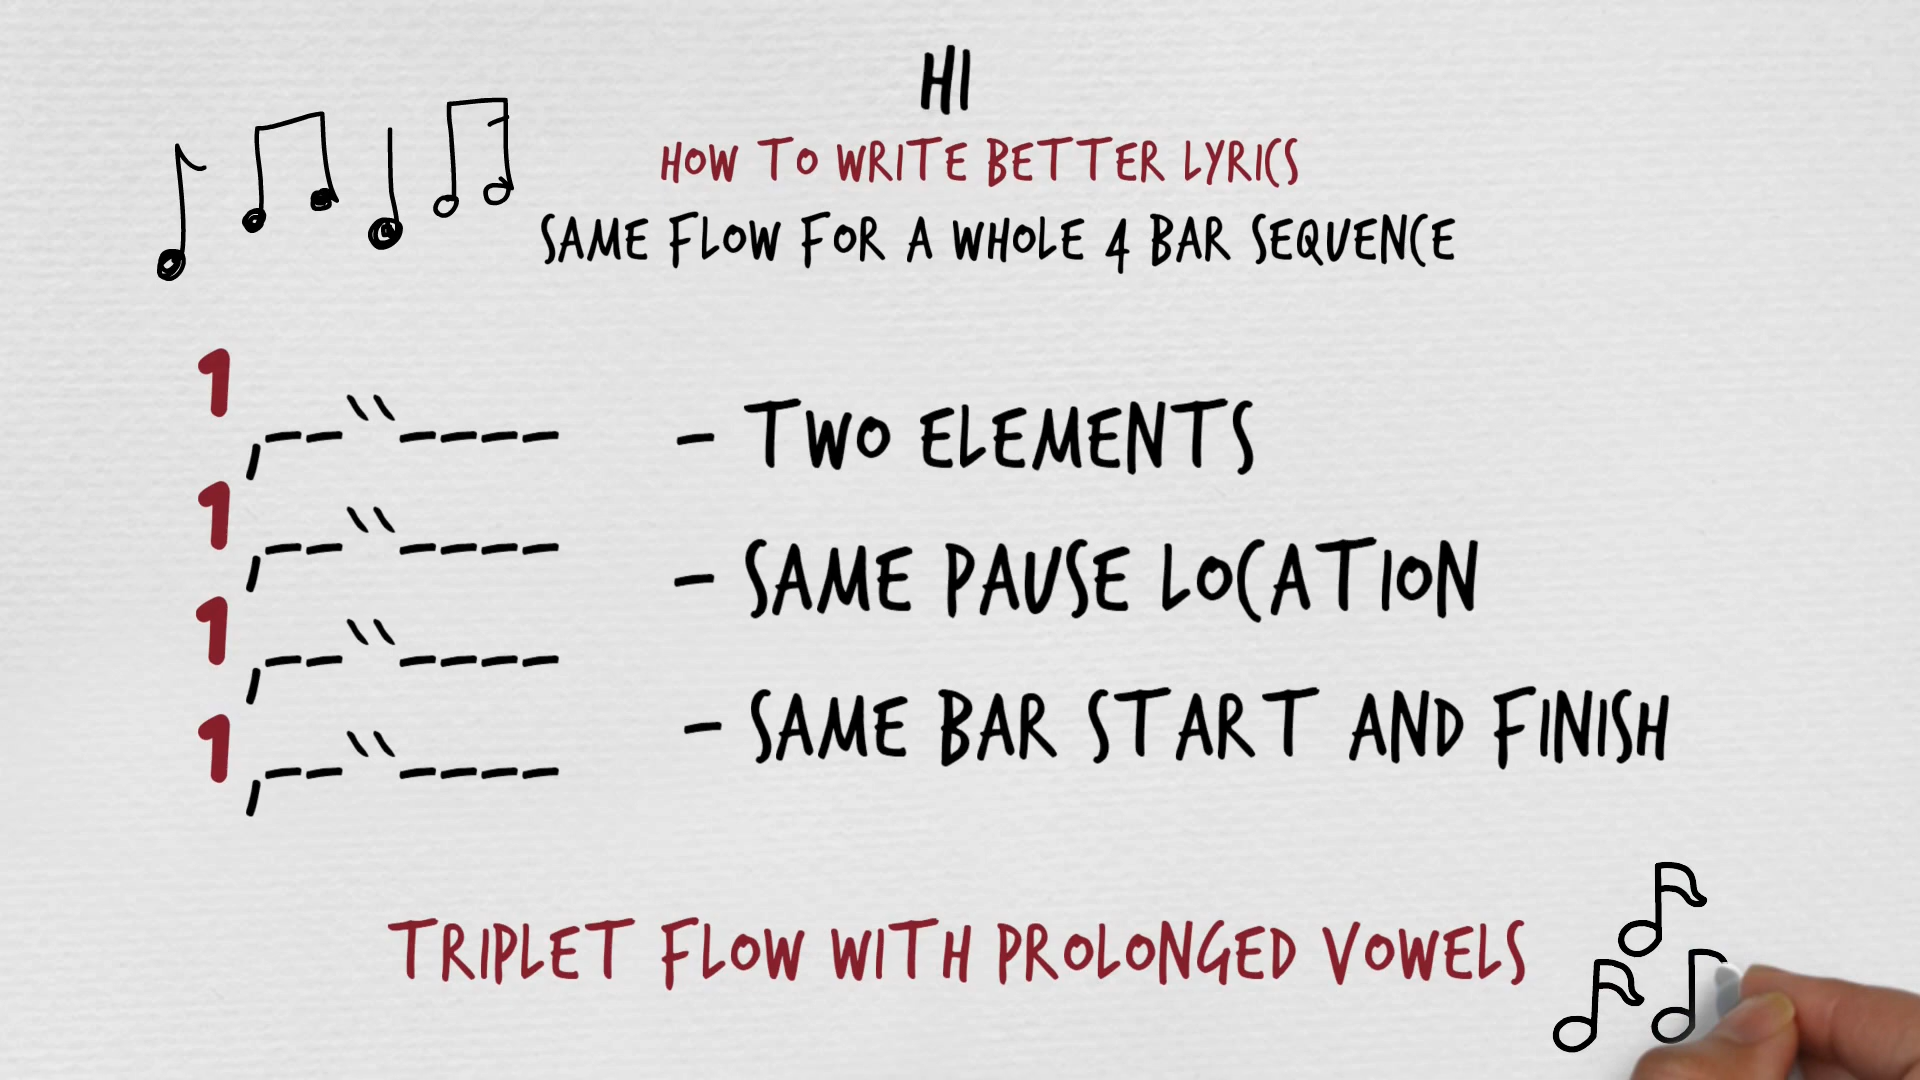 HI
HOW TO WRITE BETTER LYRICS
SAME FLOW FOR A WHOLE 4 BAR SEQUENCE
1
- TWO ELEMENTS
1
- SAME PAUSE LOCATION
1
- SAME BAR START AND FINISH
1
TRIPLET FLOW WITH PROLONGED VOWELS